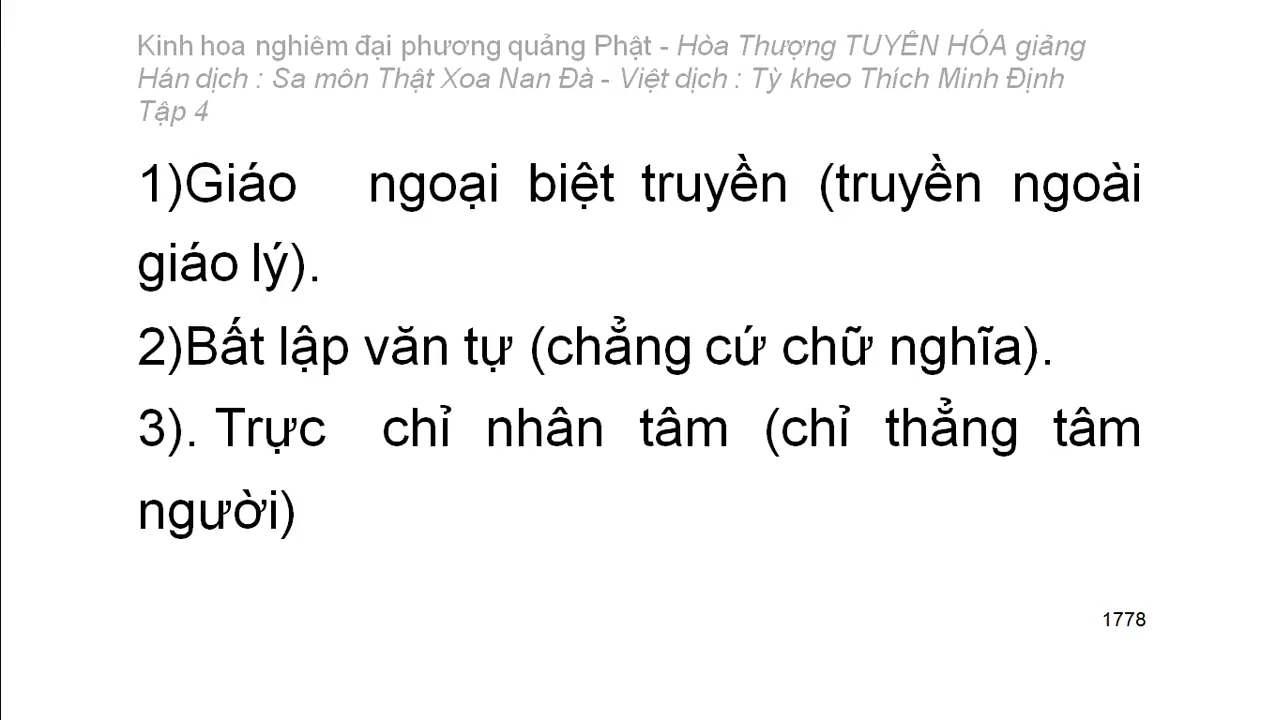 Kinh hoa nghiêm đại phương quảng Phật - Hòa Thượng TUYÊN HÓA giảng
Hán dịch : Sa môn Thật Xoa Nan Đà - Việt dịch : Tỳ kheo Thích Minh Định
Tập 4
1)Giáo ngoại biệt truyền (truyền ngoài
giáo lý).
2)Bất lập văn tự (chẳng cứ chữ nghĩa).
3). Trực chỉ nhân tâm (chỉ thẳng tâm
người)
1778